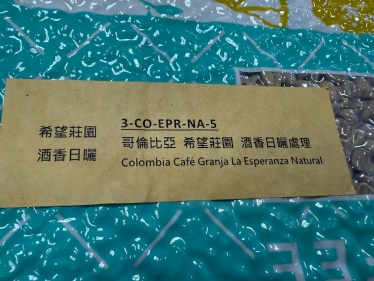 希望莊園
酒香日曬
3-CO-EPR-NA-5
哥倫比亞 希望莊園 酒香日曬處理
Colombia Café Granja La Esperanza Natural